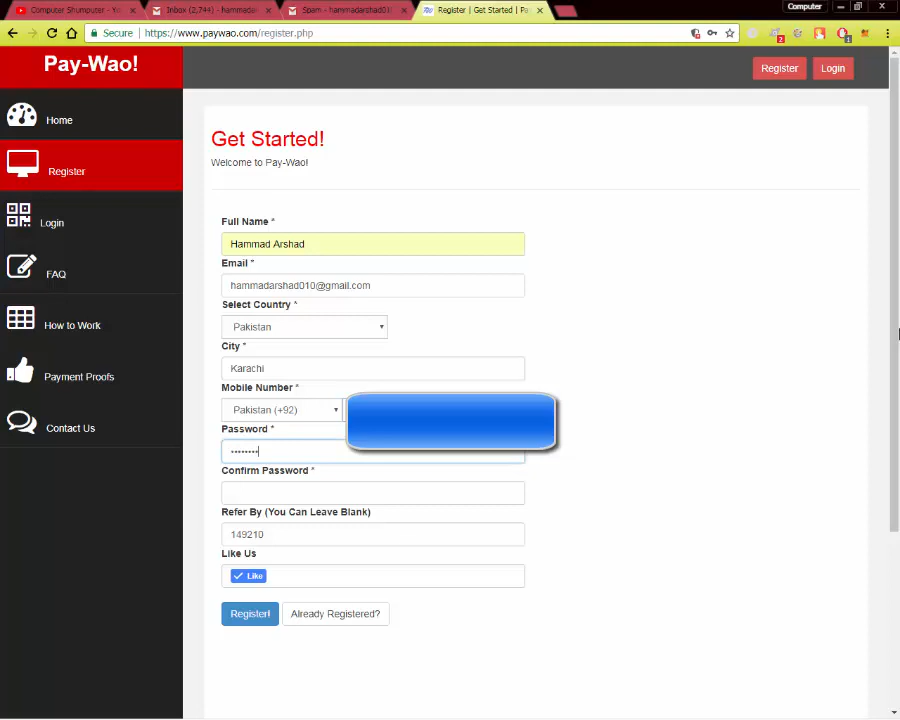 Computer Shumputer - Yo
Inbox (2,744) - hammada
Spam - hammadarshad01
Register | Get Started | Pa
Computer
Secure https://www.paywao.com/register.php
Pay-Wao!
Register Login
Home
Register
Login
FAQ
How to Work
Payment Proofs
Contact Us
Get Started!
Welcome to Pay-Wao!
Full Name *
Hammad Arshad
Email *
hammadarshad010@gmail.com
Select Country *
Pakistan
City *
Karachi
Mobile Number *
Pakistan (+92)
Password *
••••••••
Confirm Password *
Refer By (You Can Leave Blank)
149210
Like Us
Like
Register! Already Registered?